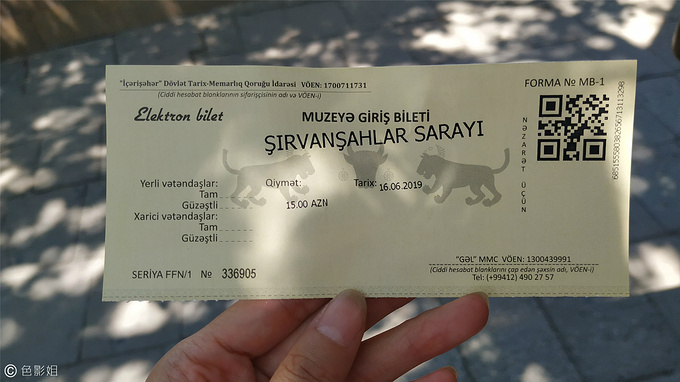 "İçərişəhər" Dövlət Tarix-Memarlıq Qoruğu İdarəsi VÖEN: 1700711731
(Ciddi hesabat blanklarının sifarişçisinin adı və VÖEN-i)
FORMA № MB-1
Elektron bilet
MUZEYƏ GİRİŞ BİLETİ
ŞIRVANŞAHLAR SARAYI
NƏZARƏT ÜÇÜN
Yerli vətəndaşlar: Qiymət: Tarix: 16.06.2019
Tam
Güzəştli 15.00 AZN
Xarici vətəndaşlar:
Tam
Güzəştli
"GƏL" MMC VÖEN: 1300439991
(Ciddi hesabat blanklarını çap edən şəxsin adı, VÖEN-i)
Tel: (+99412) 490 27 57
SERİYA FFN/1 № 336905
© 色影姐